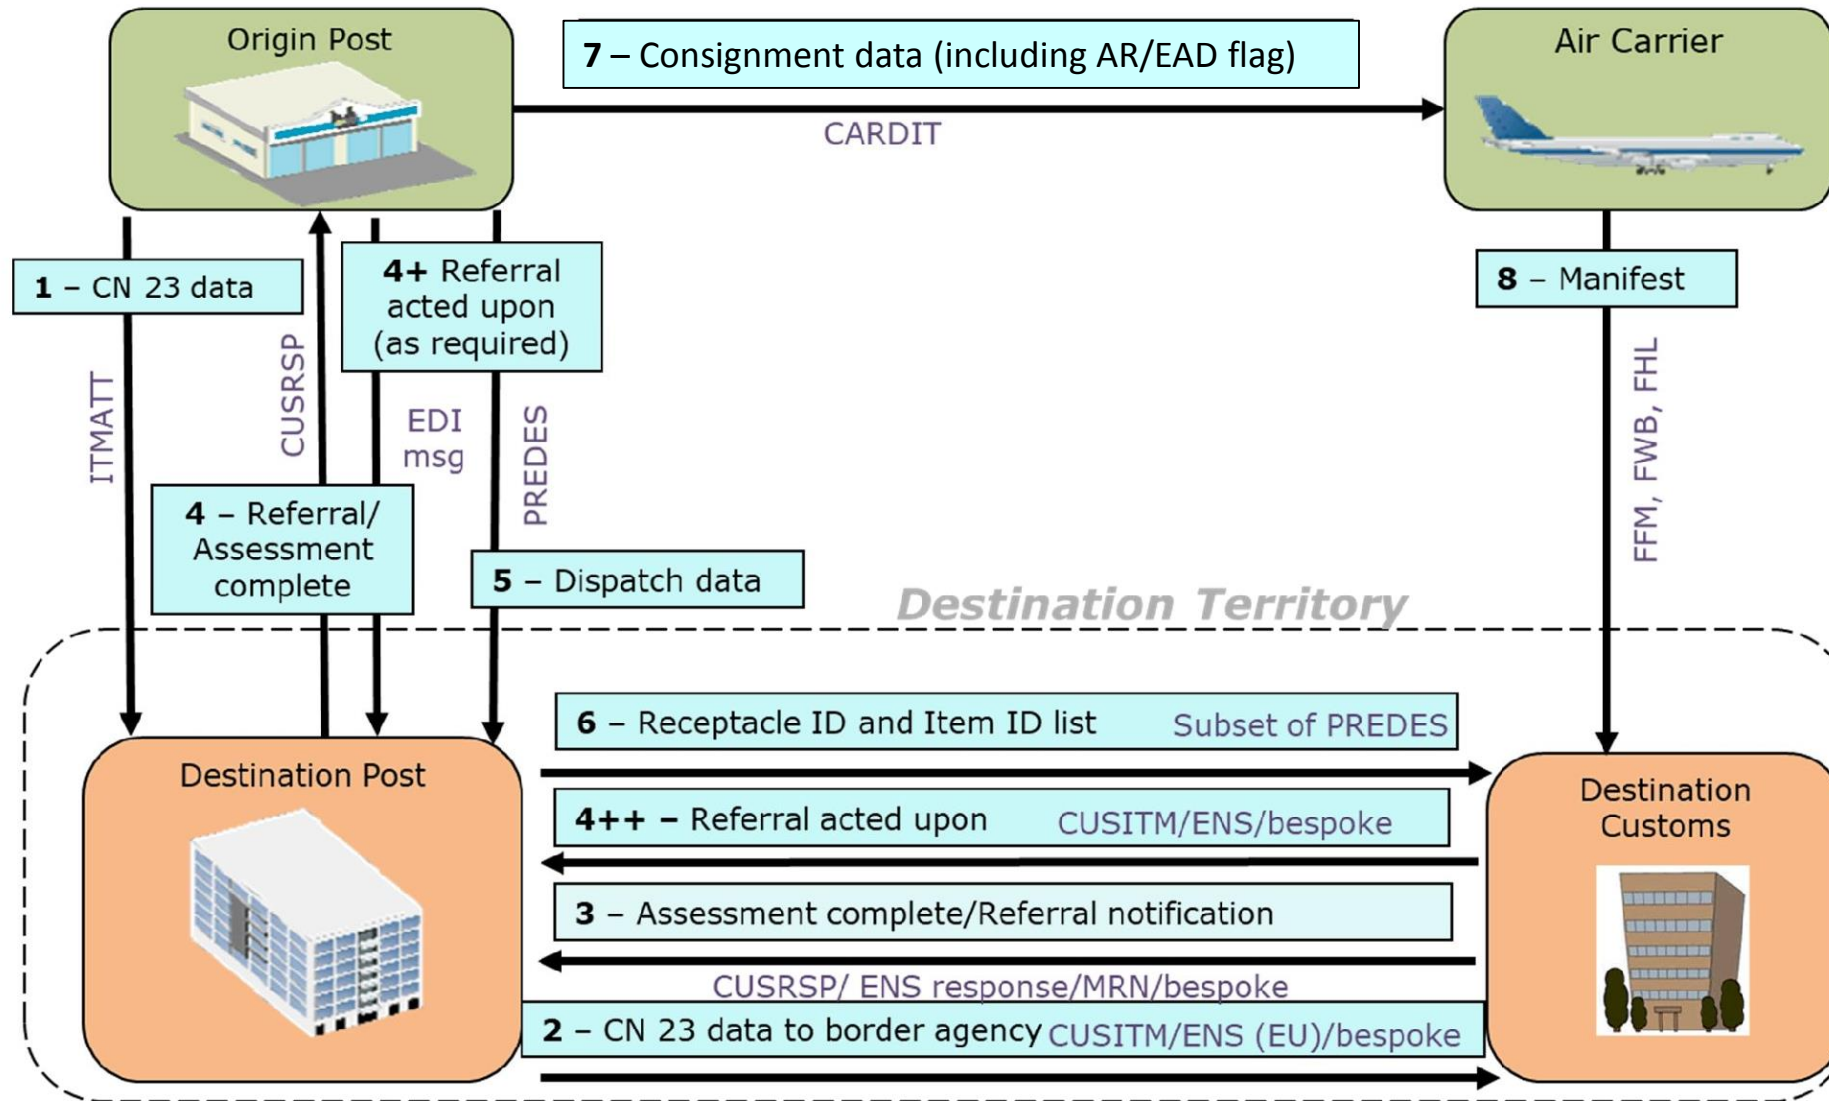 Origin Post
7 – Consignment data (including AR/EAD flag)
Air Carrier
CARDIT
1 – CN 23 data
4+ Referral
acted upon
(as required)
8 – Manifest
ITMATT
CUSRSP
EDI
msg
PREDES
FFM, FWB, FHL
4 – Referral/
Assessment
complete
5 – Dispatch data
Destination Territory
Destination Post
6 – Receptacle ID and Item ID list Subset of PREDES
4++ – Referral acted upon CUSITM/ENS/bespoke
3 – Assessment complete/Referral notification
CUSRSP/ ENS response/MRN/bespoke
2 – CN 23 data to border agency CUSITM/ENS (EU)/bespoke
Destination
Customs